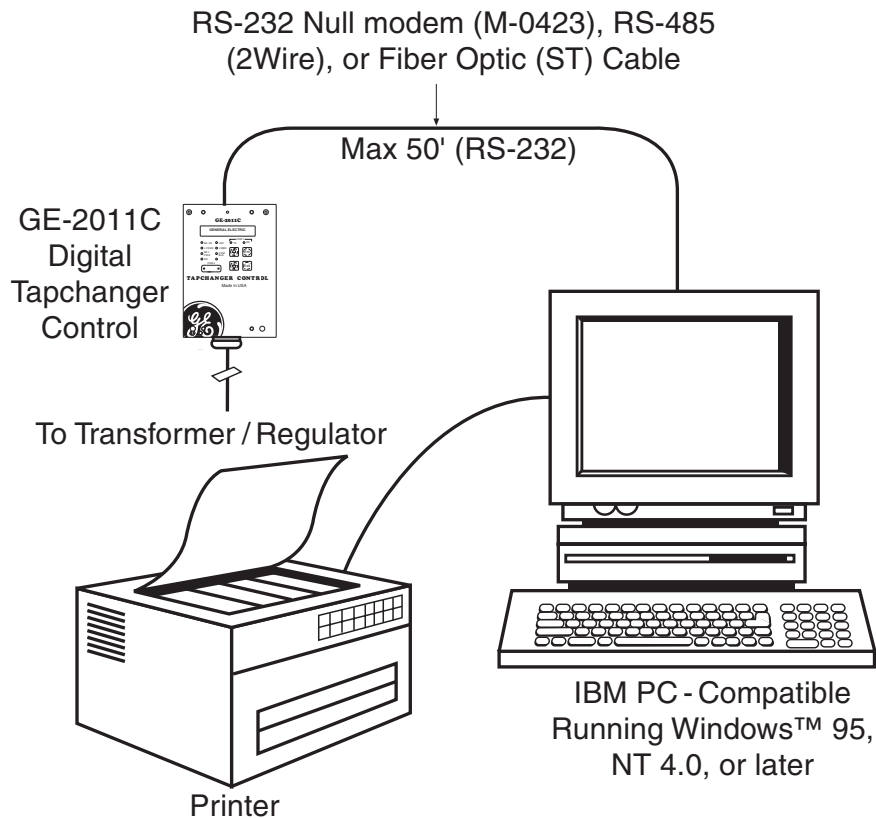 RS-232 Null modem (M-0423), RS-485
(2Wire), or Fiber Optic (ST) Cable
Max 50' (RS-232)
GE-2011C
Digital
Tapchanger
Control
GE-2011C
GENERAL ELECTRIC
TAPCHANGER CONTROL
Made in USA
To Transformer / Regulator
IBM PC - Compatible
Running Windows™ 95,
NT 4.0, or later
Printer